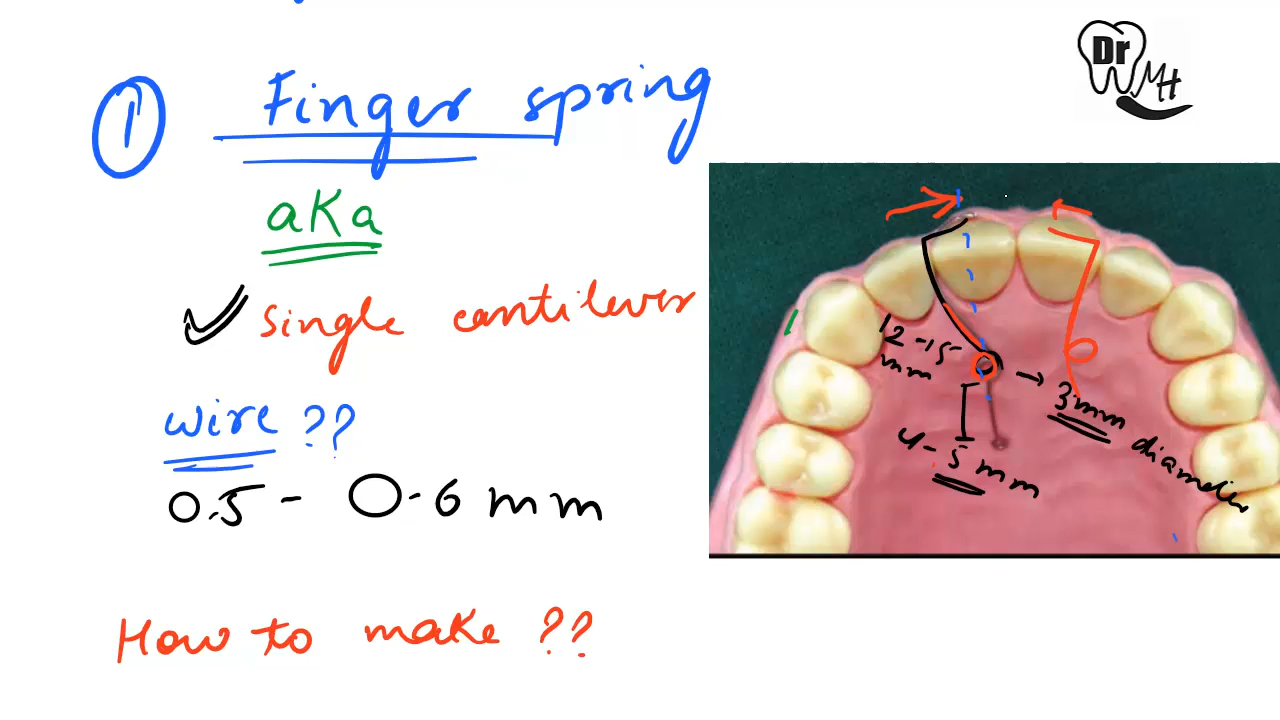 Dr
MH
1 Finger spring
aKa
single cantilever
wire ??
0.5 - 0.6 mm
How to make ??
12-15
mm
3mm diameter
4-5 mm